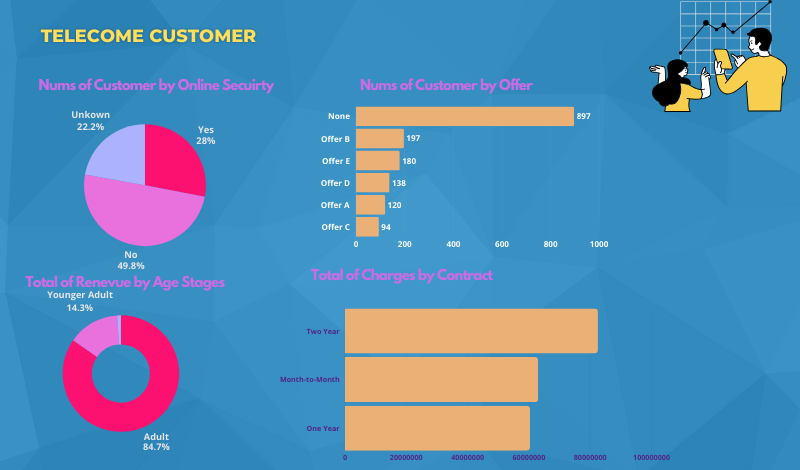 TELECOME CUSTOMER
Nums of Customer by Online Secuirty
Unkown
22.2%
Yes
28%
No
49.8%
Nums of Customer by Offer
None
897
Offer B
197
Offer E
180
Offer D
138
Offer A
120
Offer C
94
0 200 400 600 800 1000
Total of Renevue by Age Stages
Younger Adult
14.3%
Adult
84.7%
Total of Charges by Contract
Two Year
Month-to-Month
One Year
0 20000000 40000000 60000000 80000000 100000000